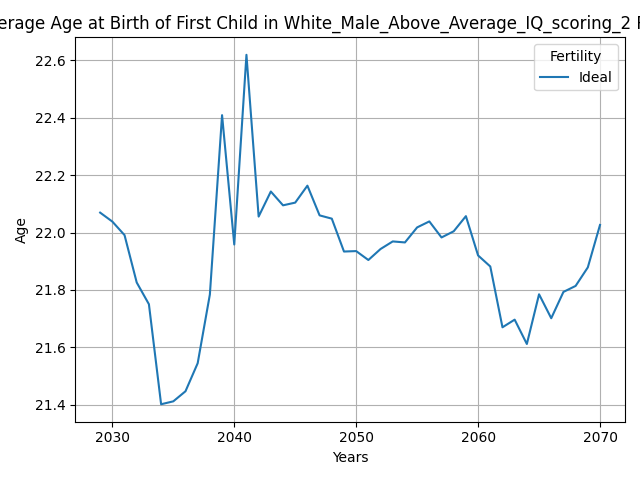 erage Age at Birth of First Child in White_Male_Above_Average_IQ_scoring_2
Fertility
Ideal
22.6
22.4
22.2
22.0
21.8
21.6
21.4
Age
2030 2040 2050 2060 2070
Years